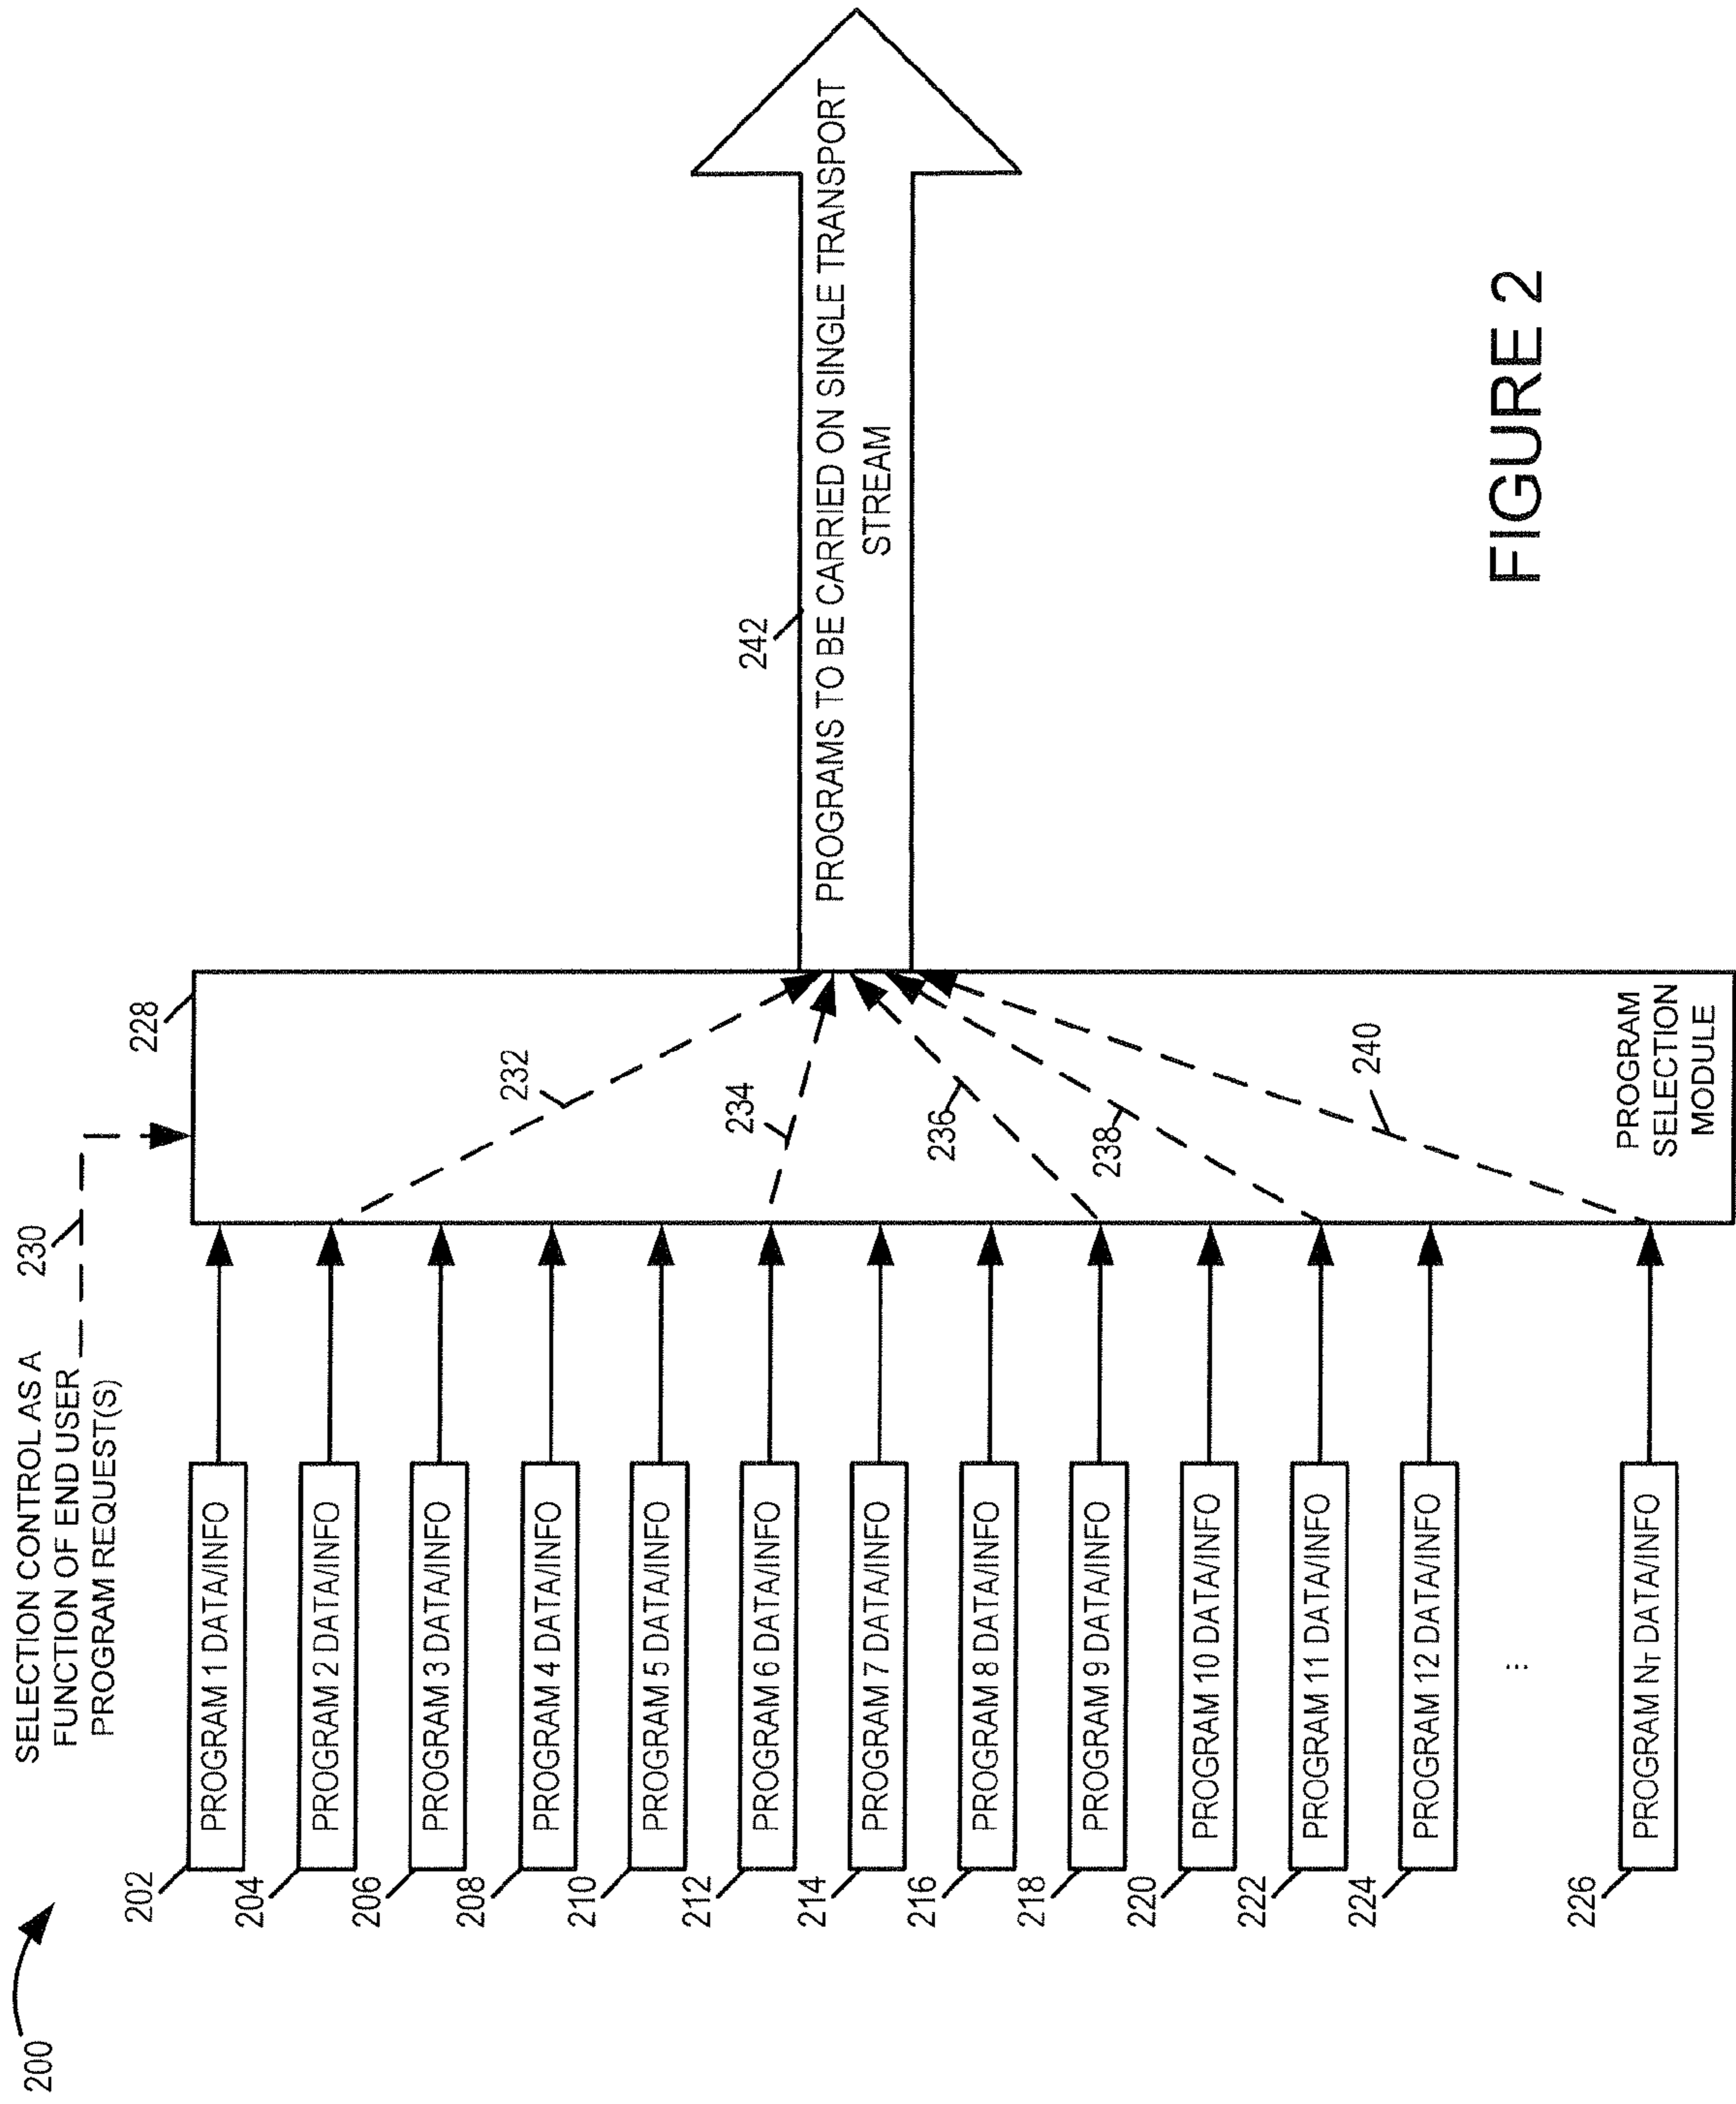 200
SELECTION CONTROL AS A
FUNCTION OF END USER
PROGRAM REQUEST(S)
230
228
202
PROGRAM 1 DATA/INFO
204
PROGRAM 2 DATA/INFO
206
PROGRAM 3 DATA/INFO
208
PROGRAM 4 DATA/INFO
210
PROGRAM 5 DATA/INFO
212
PROGRAM 6 DATA/INFO
214
PROGRAM 7 DATA/INFO
216
PROGRAM 8 DATA/INFO
218
PROGRAM 9 DATA/INFO
220
PROGRAM 10 DATA/INFO
222
PROGRAM 11 DATA/INFO
224
PROGRAM 12 DATA/INFO
...
226
PROGRAM NT DATA/INFO
232
234
236
238
240
PROGRAM
SELECTION
MODULE
242
PROGRAMS TO BE CARRIED ON SINGLE TRANSPORT
STREAM
FIGURE 2